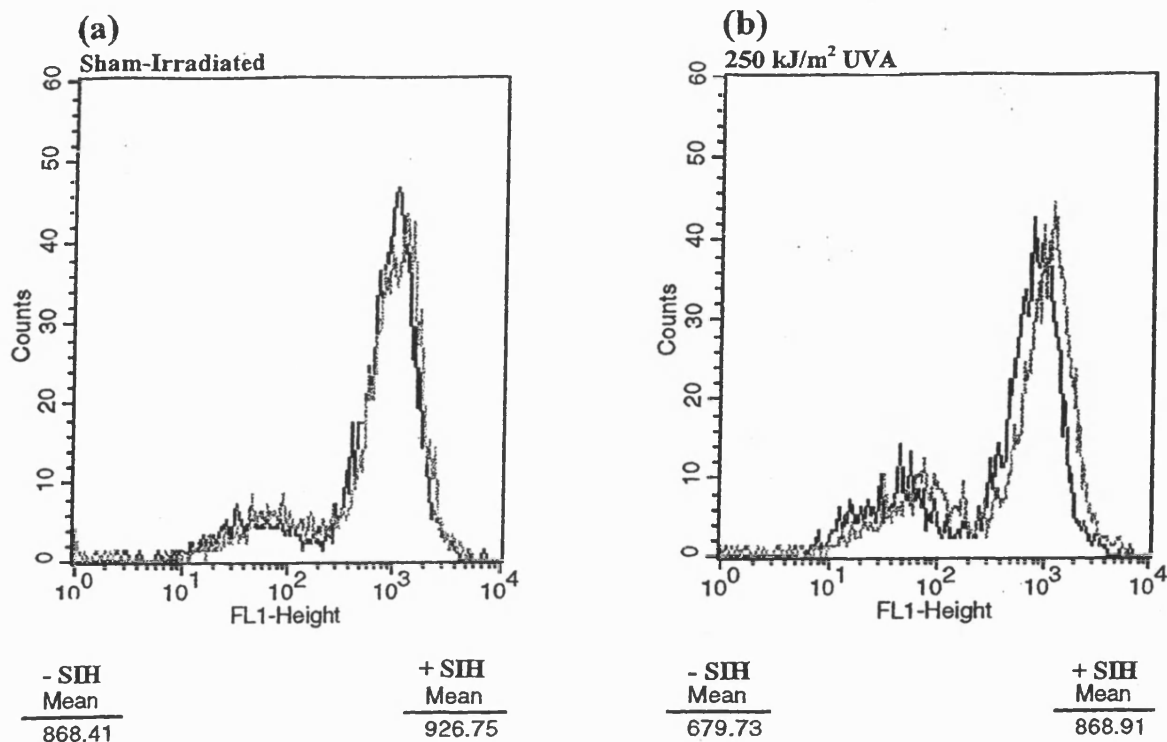 (a)
Sham-Irradiated
60
50
40
30
20
10
0
Counts
10^0 10^1 10^2 10^3 10^4
FL1-Height
- SIH
Mean
868.41
+ SIH
Mean
926.75
(b)
250 kJ/m² UVA
60
50
40
30
20
10
0
Counts
10^0 10^1 10^2 10^3 10^4
FL1-Height
- SIH
Mean
679.73
+ SIH
Mean
868.91